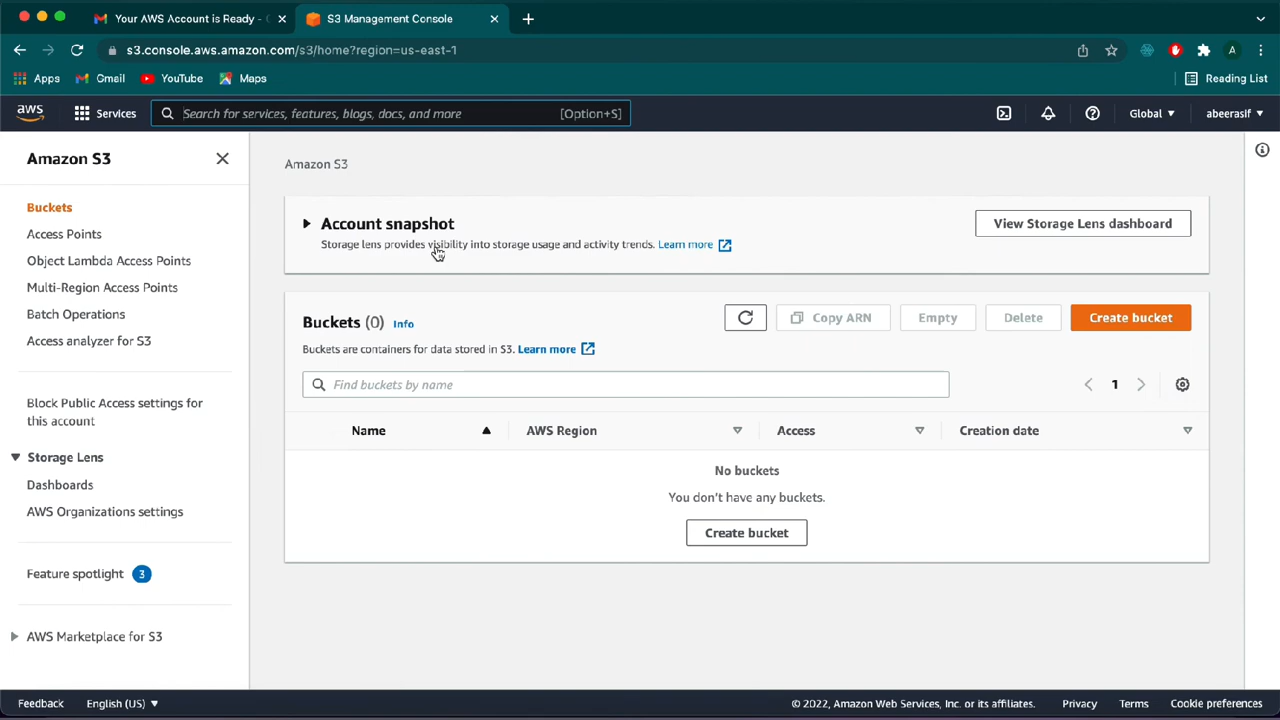 Your AWS Account is Ready -
S3 Management Console
s3.console.aws.amazon.com/s3/home?region=us-east-1
A
Apps
Gmail
YouTube
Maps
Reading List
aws
Services
Search for services, features, blogs, docs, and more
[Option+S]
Global
abeerasif
Amazon S3
Buckets
Access Points
Object Lambda Access Points
Multi-Region Access Points
Batch Operations
Access analyzer for S3
Block Public Access settings for
this account
Storage Lens
Dashboards
AWS Organizations settings
Feature spotlight 3
AWS Marketplace for S3
Amazon S3
Account snapshot
Storage lens provides visibility into storage usage and activity trends. Learn more
View Storage Lens dashboard
Buckets (0) Info
Copy ARN
Empty
Delete
Create bucket
Buckets are containers for data stored in S3. Learn more
Find buckets by name
1
Name
AWS Region
Access
Creation date
No buckets
You don't have any buckets.
Create bucket
Feedback
English (US)
© 2022, Amazon Web Services, Inc. or its affiliates.
Privacy
Terms
Cookie preferences